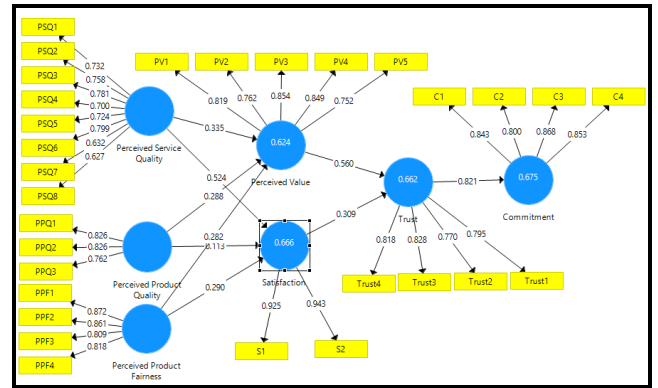 PSQ1
PSQ2
PSQ3
PSQ4
PSQ5
PSQ6
PSQ7
PSQ8
0.732
0.758
0.781
0.700
0.724
0.799
0.632
0.627
Perceived Service
Quality
PPQ1
PPQ2
PPQ3
0.826
0.826
0.762
Perceived Product
Quality
PPF1
PPF2
PPF3
PPF4
0.872
0.861
0.809
0.818
Perceived Product
Fairness
0.335
0.524
0.288
0.282
0.113
0.290
PV1
PV2
PV3
PV4
PV5
0.819
0.762
0.854
0.849
0.752
0.624
Perceived Value
0.666
Satisfaction
0.925
0.943
S1
S2
0.560
0.309
0.662
Trust
0.818
0.828
0.770
0.795
Trust4
Trust3
Trust2
Trust1
0.821
C1
C2
C3
C4
0.843
0.800
0.868
0.853
0.675
Commitment